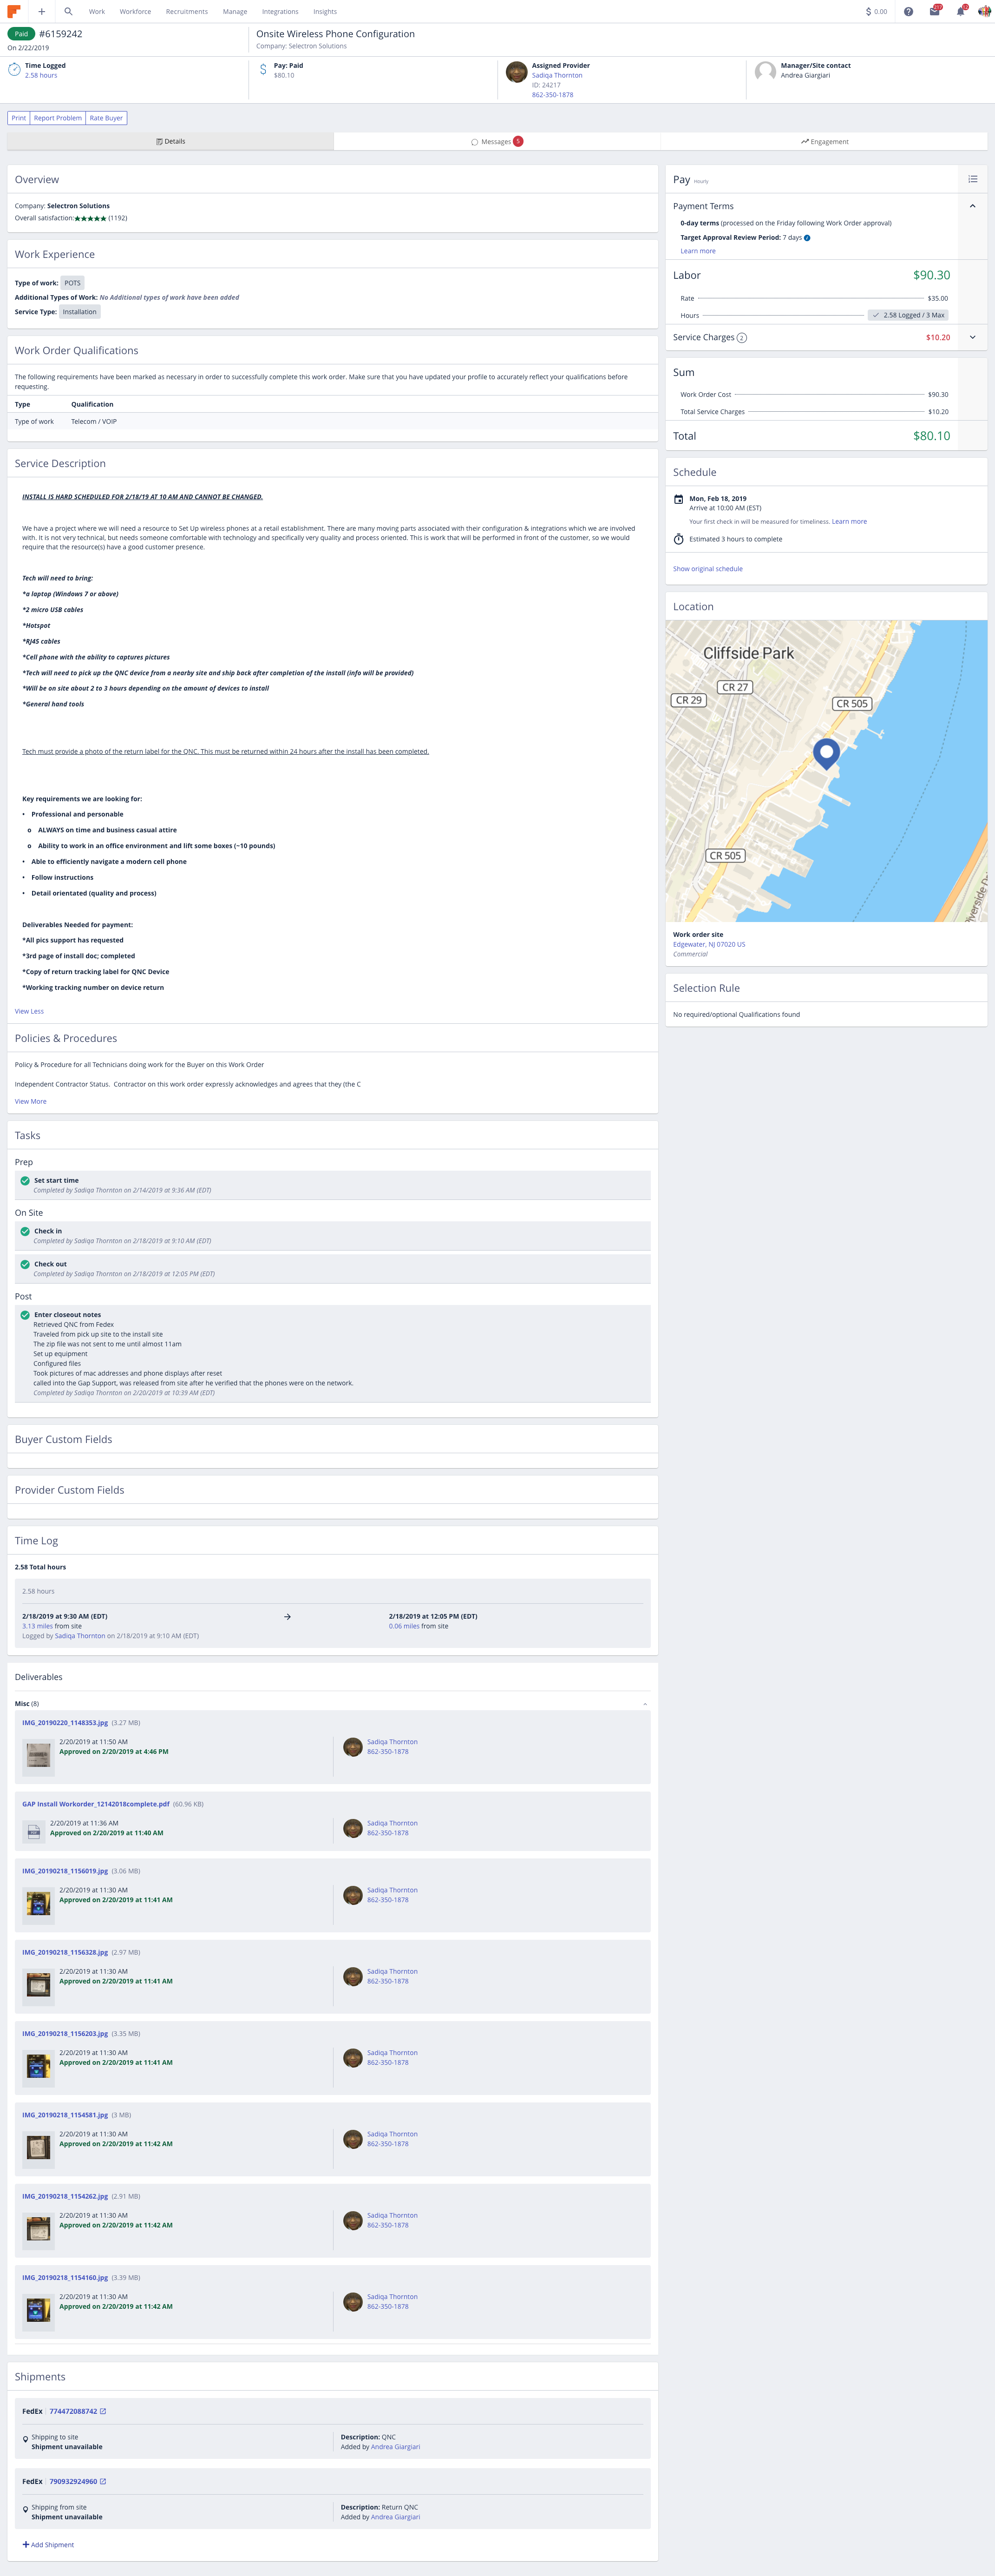 Work Workforce Recruitments Manage Integrations Insights
$ 0.00
Paid #6159242
On 2/22/2019
Onsite Wireless Phone Configuration
Company: Selectron Solutions
Time Logged
2.58 hours
Pay: Paid
$80.10
Assigned Provider
Sadiqa Thornton
ID: 24217
862-350-1878
Manager/Site contact
Andrea Giargiari
Print Report Problem Rate Buyer
Details
Messages
Engagement
Overview
Company: Selectron Solutions
Overall satisfaction: ★★★★★ (1192)
Work Experience
Type of work: POTS
Additional Types of Work: No Additional types of work have been added
Service Type: Installation
Work Order Qualifications
The following requirements have been marked as necessary in order to successfully complete this work order. Make sure that you have updated your profile to accurately reflect your qualifications before
requesting.
Type Qualification
Type of work Telecom / VOIP
Service Description
INSTALL IS HARD SCHEDULED FOR 2/18/19 AT 10 AM AND CANNOT BE CHANGED.
We have a project where we will need a resource to Set Up wireless phones at a retail establishment. There are many moving parts associated with their configuration & integrations which we are involved
with. It is not very technical, but needs someone comfortable with technology and specifically very quality and process oriented. This is work that will be performed in front of the customer, so we would
require that the resource(s) have a good customer presence.
Tech will need to bring:
*a laptop (Windows 7 or above)
*2 micro USB cables
*Hotspot
*RJ45 cables
*Cell phone with the ability to captures pictures
*Tech will need to pick up the QNC device from a nearby site and ship back after completion of the install (info will be provided)
*Will be on site about 2 to 3 hours depending on the amount of devices to install
*General hand tools
Tech must provide a photo of the return label for the QNC. This must be returned within 24 hours after the install has been completed.
Key requirements we are looking for:
• Professional and personable
o ALWAYS on time and business casual attire
o Ability to work in an office environment and lift some boxes (~10 pounds)
• Able to efficiently navigate a modern cell phone
• Follow instructions
• Detail orientated (quality and process)
Deliverables Needed for payment:
*All pics support has requested
*3rd page of install doc; completed
*Copy of return tracking label for QNC Device
*Working tracking number on device return
View Less
Policies & Procedures
Policy & Procedure for all Technicians doing work for the Buyer on this Work Order
Independent Contractor Status. Contractor on this work order expressly acknowledges and agrees that they (the C
View More
Tasks
Prep
Set start time
Completed by Sadiqa Thornton on 2/14/2019 at 9:36 AM (EDT)
On Site
Check in
Completed by Sadiqa Thornton on 2/18/2019 at 9:10 AM (EDT)
Check out
Completed by Sadiqa Thornton on 2/18/2019 at 12:05 PM (EDT)
Post
Enter closeout notes
Retrieved QNC from Fedex
Traveled from pick up site to the install site
The zip file was not sent to me until almost 11am
Set up equipment
Configured files
Took pictures of mac addresses and phone displays after reset
called into the Gap Support, was released from site after he verified that the phones were on the network.
Completed by Sadiqa Thornton on 2/20/2019 at 10:39 AM (EDT)
Buyer Custom Fields
Provider Custom Fields
Time Log
2.58 Total hours
2.58 hours
2/18/2019 at 9:30 AM (EDT) → 2/18/2019 at 12:05 PM (EDT)
3.13 miles from site 0.06 miles from site
Logged by Sadiqa Thornton on 2/18/2019 at 9:10 AM (EDT)
Deliverables
Misc (8)
IMG_20190220_1148353.jpg (3.27 MB)
2/20/2019 at 11:50 AM
Approved on 2/20/2019 at 4:46 PM
Sadiqa Thornton
862-350-1878
GAP Install Workorder_12142018complete.pdf (60.96 KB)
2/20/2019 at 11:36 AM
Approved on 2/20/2019 at 11:40 AM
Sadiqa Thornton
862-350-1878
IMG_20190218_1156019.jpg (3.06 MB)
2/20/2019 at 11:30 AM
Approved on 2/20/2019 at 11:41 AM
Sadiqa Thornton
862-350-1878
IMG_20190218_1156328.jpg (2.97 MB)
2/20/2019 at 11:30 AM
Approved on 2/20/2019 at 11:41 AM
Sadiqa Thornton
862-350-1878
IMG_20190218_1156203.jpg (3.35 MB)
2/20/2019 at 11:30 AM
Approved on 2/20/2019 at 11:41 AM
Sadiqa Thornton
862-350-1878
IMG_20190218_1154581.jpg (3 MB)
2/20/2019 at 11:30 AM
Approved on 2/20/2019 at 11:42 AM
Sadiqa Thornton
862-350-1878
IMG_20190218_1154262.jpg (2.91 MB)
2/20/2019 at 11:30 AM
Approved on 2/20/2019 at 11:42 AM
Sadiqa Thornton
862-350-1878
IMG_20190218_1154160.jpg (3.39 MB)
2/20/2019 at 11:30 AM
Approved on 2/20/2019 at 11:42 AM
Sadiqa Thornton
862-350-1878
Shipments
FedEx 774472088742
Shipping to site
Shipment unavailable
Description: QNC
Added by Andrea Giargiari
FedEx 790932924960
Shipping from site
Shipment unavailable
Description: Return QNC
Added by Andrea Giargiari
+ Add Shipment
Pay Hourly
Payment Terms
0-day terms (processed on the Friday following Work Order approval)
Target Approval Review Period: 7 days
Learn more
Labor $90.30
Rate $35.00
Hours 2.58 Logged / 3 Max
Service Charges 2 $10.20
Sum
Work Order Cost $90.30
Total Service Charges $10.20
Total $80.10
Schedule
Mon, Feb 18, 2019
Arrive at 10:00 AM (EST)
Your first check in will be measured for timeliness. Learn more
Estimated 3 hours to complete
Show original schedule
Location
Cliffside Park
CR 27
CR 29
CR 505
CR 505
Work order site
Edgewater, NJ 07020 US
Commercial
Selection Rule
No required/optional Qualifications found